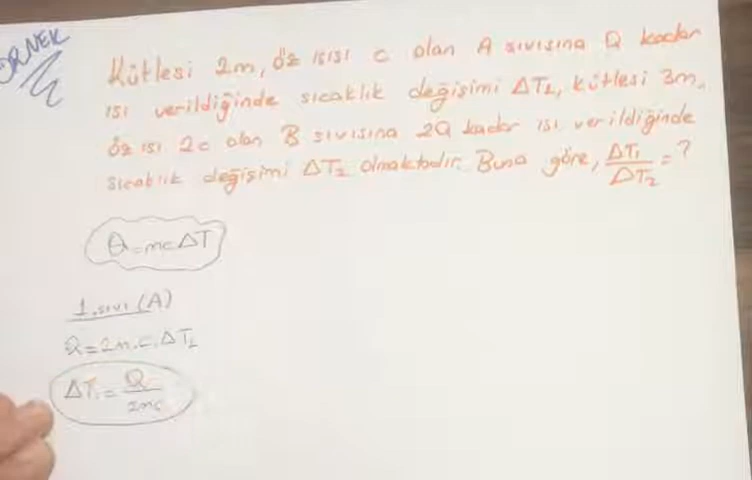 ÖRNEK
Kütlesi 2m, öz ısısı c olan A sıvısına Q kadar
ısı verildiğinde sıcaklık değişimi ΔT₁, kütlesi 3m,
öz ısı 2c olan B sıvısına 2Q kadar ısı verildiğinde
sıcaklık değişimi ΔT₂ olmaktadır. Buna göre, ΔT₁/ΔT₂ = ?
Q=mcΔT
1.sıvı (A)
Q=2m.c.ΔT₁
ΔT₁ = Q/2mc